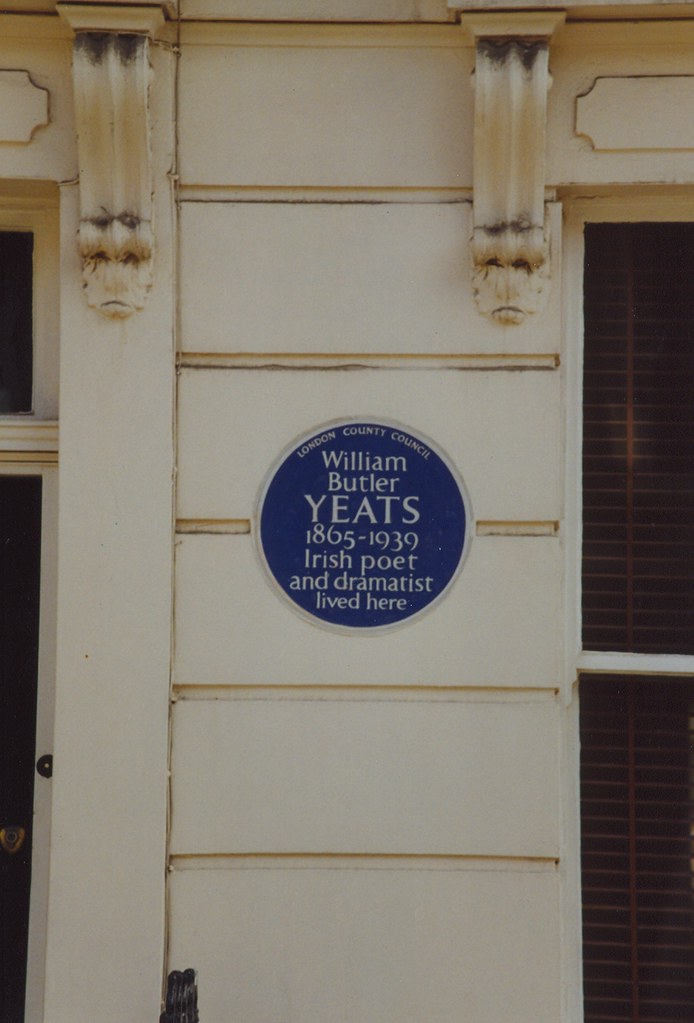 LONDON COUNTY COUNCIL
William
Butler
YEATS
1865-1939
Irish poet
and dramatist
lived here